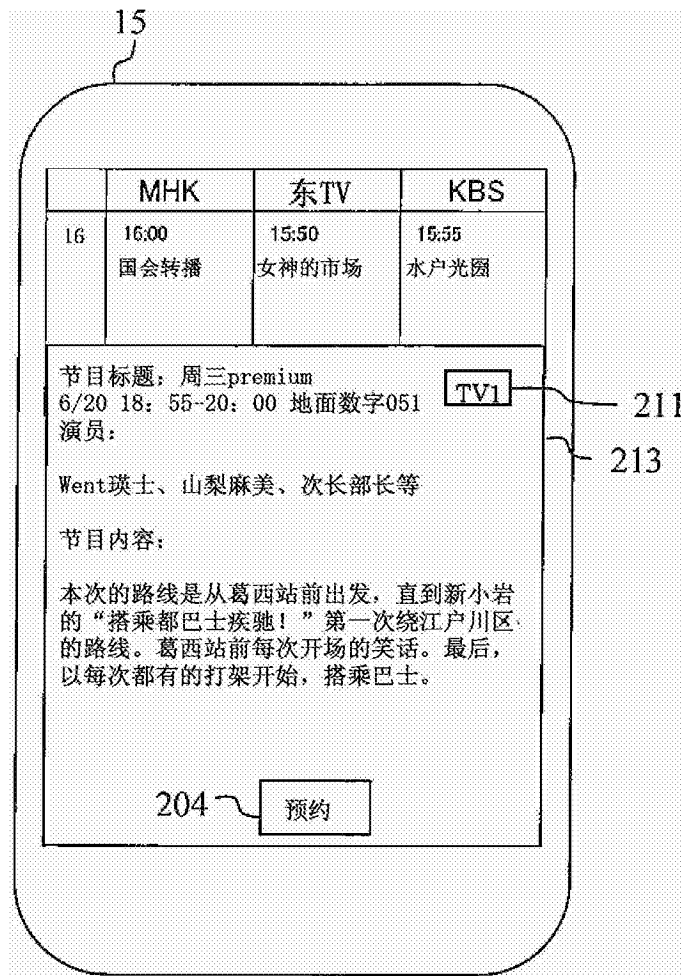 15
MHK 东TV KBS
16 16:00 15:50 15:55
国会转播 女神的市场 水户光圀
节目标题：周三premium
TV1
6/20 18：55-20：00 地面数字051
211
演员：
213
Went瑛士、山梨麻美、次长部长等
节目内容：
本次的路线是从葛西站前出发，直到新小岩
的“搭乘都巴士疾驰！”第一次绕江户川区
的路线。葛西站前每次开场的笑话。最后，
以每次都有的打架开始，搭乘巴士。
204
预约